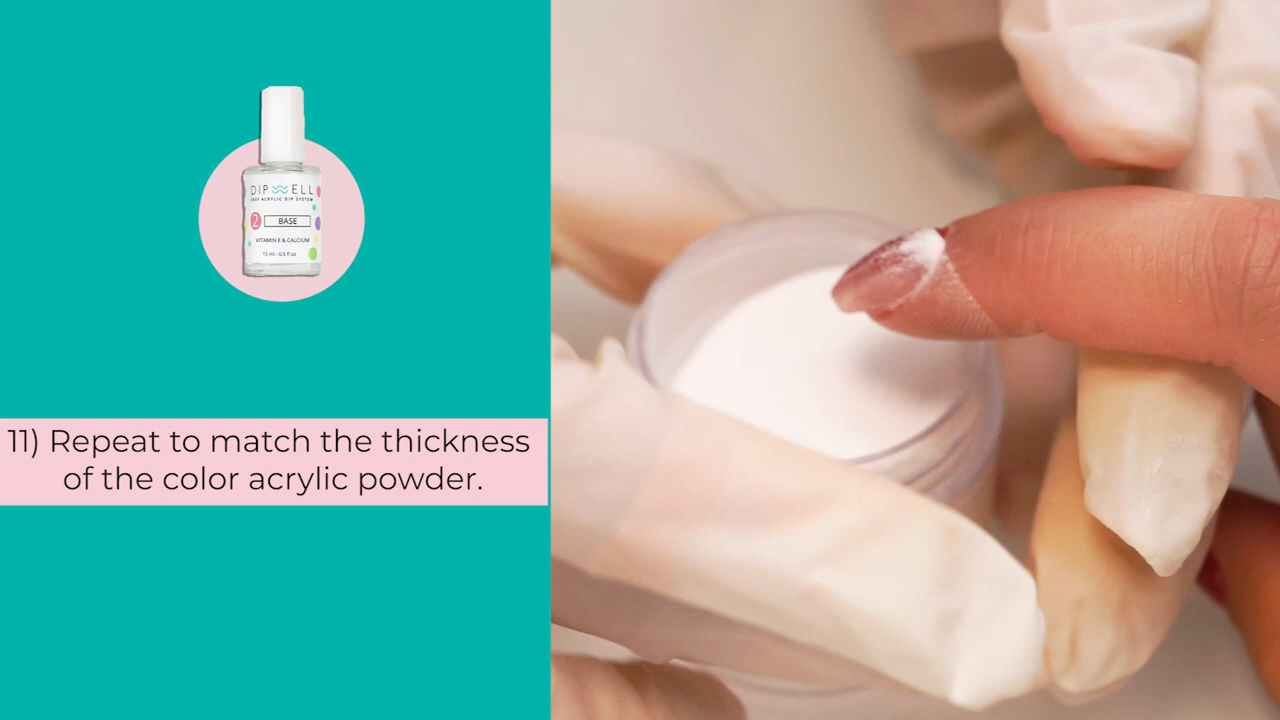 DIPWELL
EASY ACRYLIC DIP SYSTEM
2 BASE
VITAMIN E & CALCIUM
15 ml - 0,5 fl oz
11) Repeat to match the thickness
of the color acrylic powder.